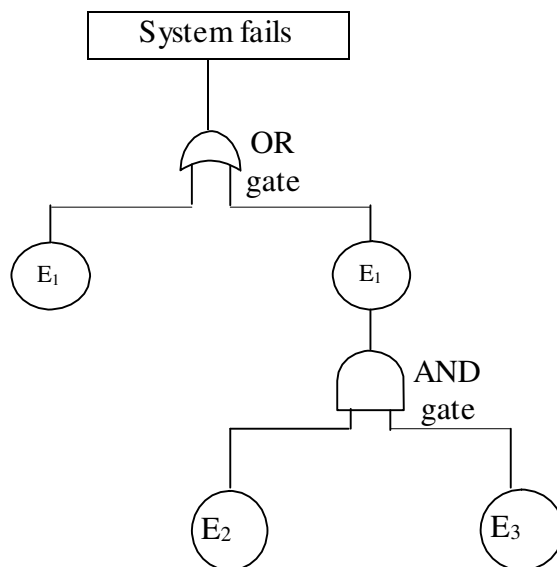 System fails
OR
gate
E₁
E₁
AND
gate
E₂
E₃